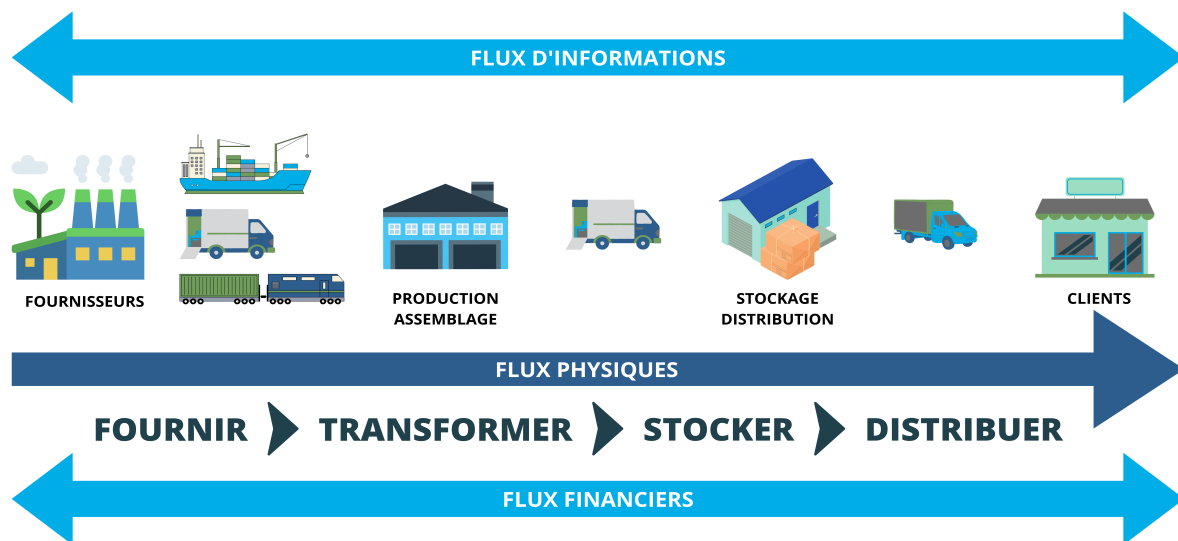 FLUX D'INFORMATIONS
FOURNISSEURS
PRODUCTION
ASSEMBLAGE
STOCKAGE
DISTRIBUTION
CLIENTS
FLUX PHYSIQUES
FOURNIR TRANSFORMER STOCKER DISTRIBUER
FLUX FINANCIERS